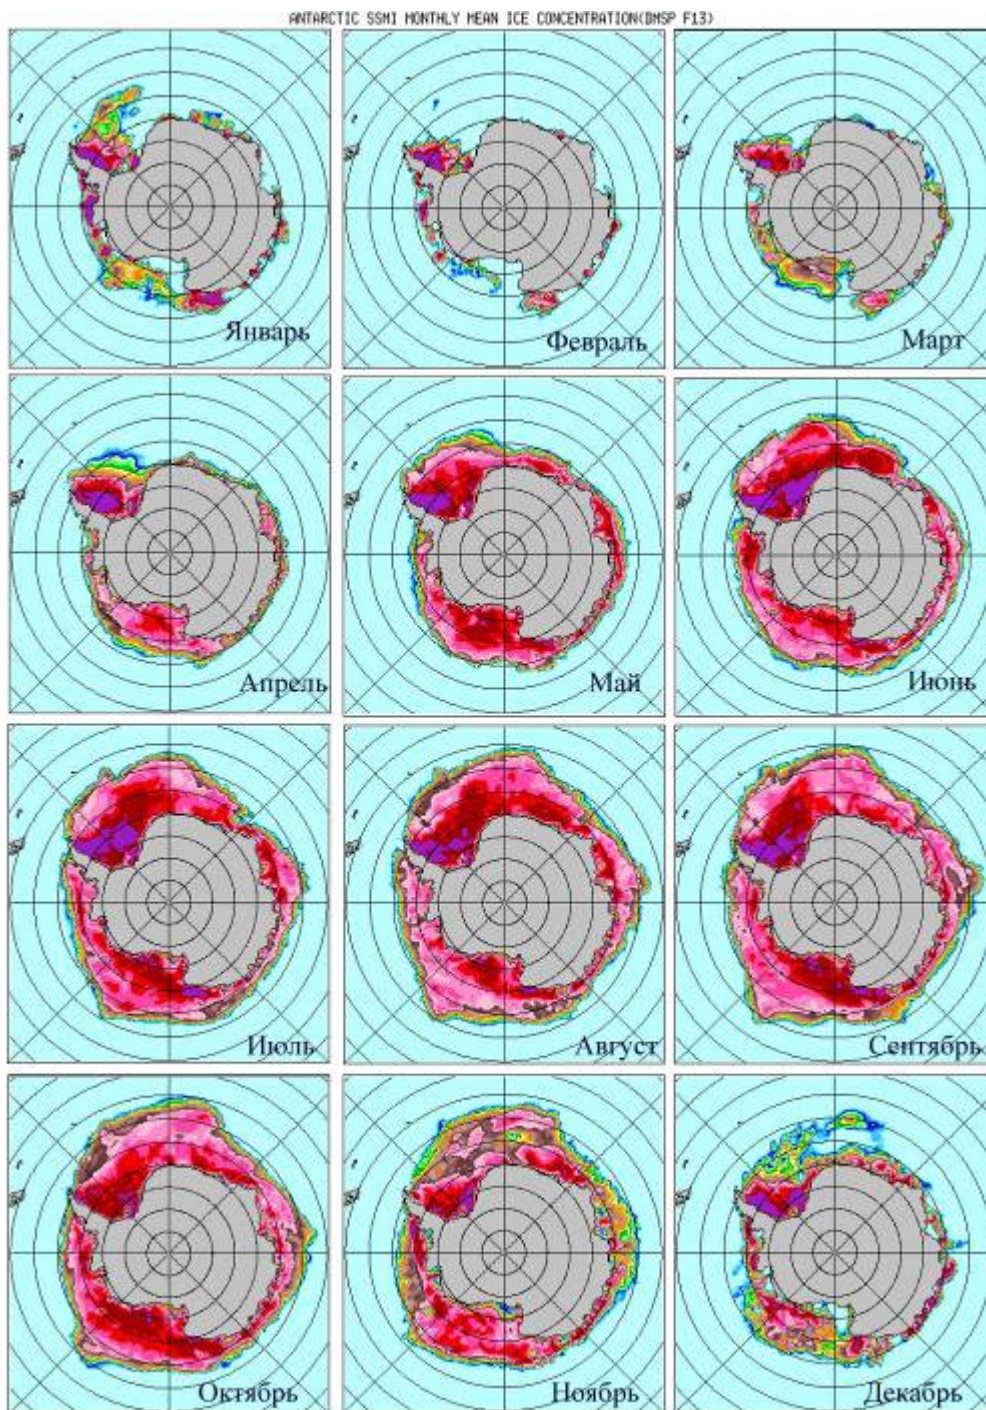 ANTARCTIC SSMI MONTHLY MEAN ICE CONCENTRATION(DMSP F13)
Январь
Февраль
Март
Апрель
Май
Июнь
Июль
Август
Сентябрь
Октябрь
Ноябрь
Декабрь